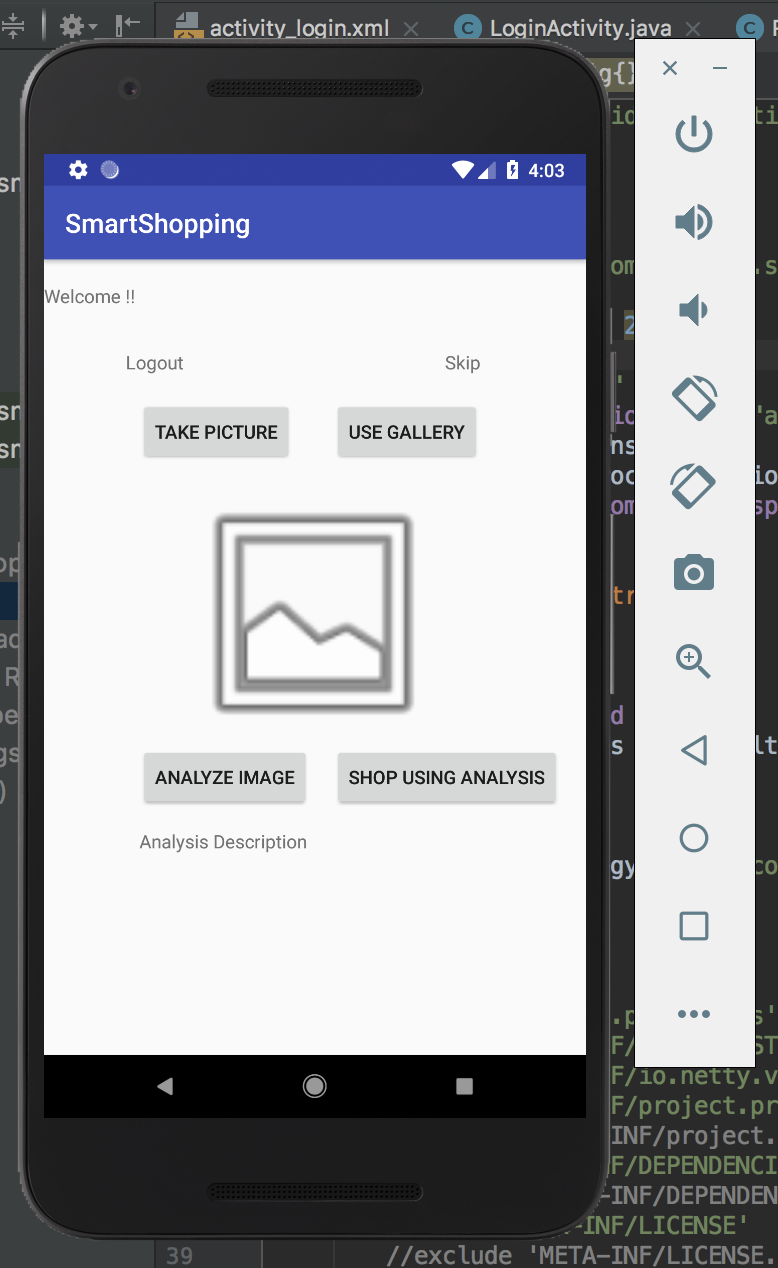 activity_login.xml LoginActivity.java
4:03
SmartShopping
Welcome !!
Logout Skip
TAKE PICTURE USE GALLERY
ANALYZE IMAGE SHOP USING ANALYSIS
Analysis Description
F/io.netty.v
F/project.pr
INF/project.
F/DEPENDENCI
-INF/DEPENDEN
-INF/LICENSE'
39 //exclude 'META-INF/LICENSE.